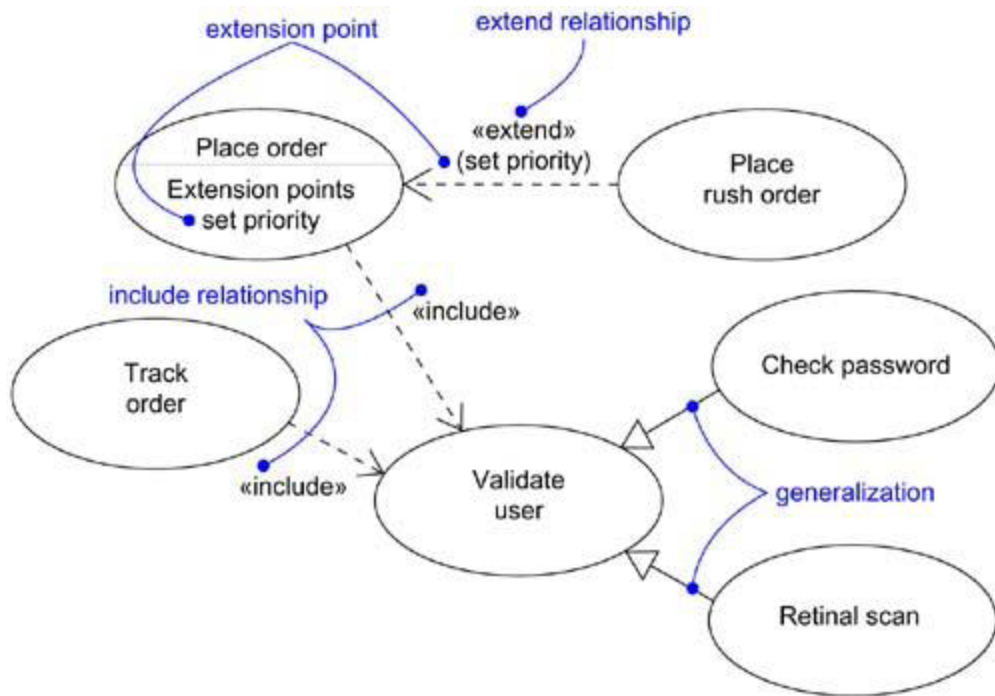 extension point
extend relationship
«extend»
(set priority)
Place order
Extension points
set priority
Place
rush order
include relationship
«include»
Track
order
«include»
Check password
Validate
user
generalization
Retinal scan